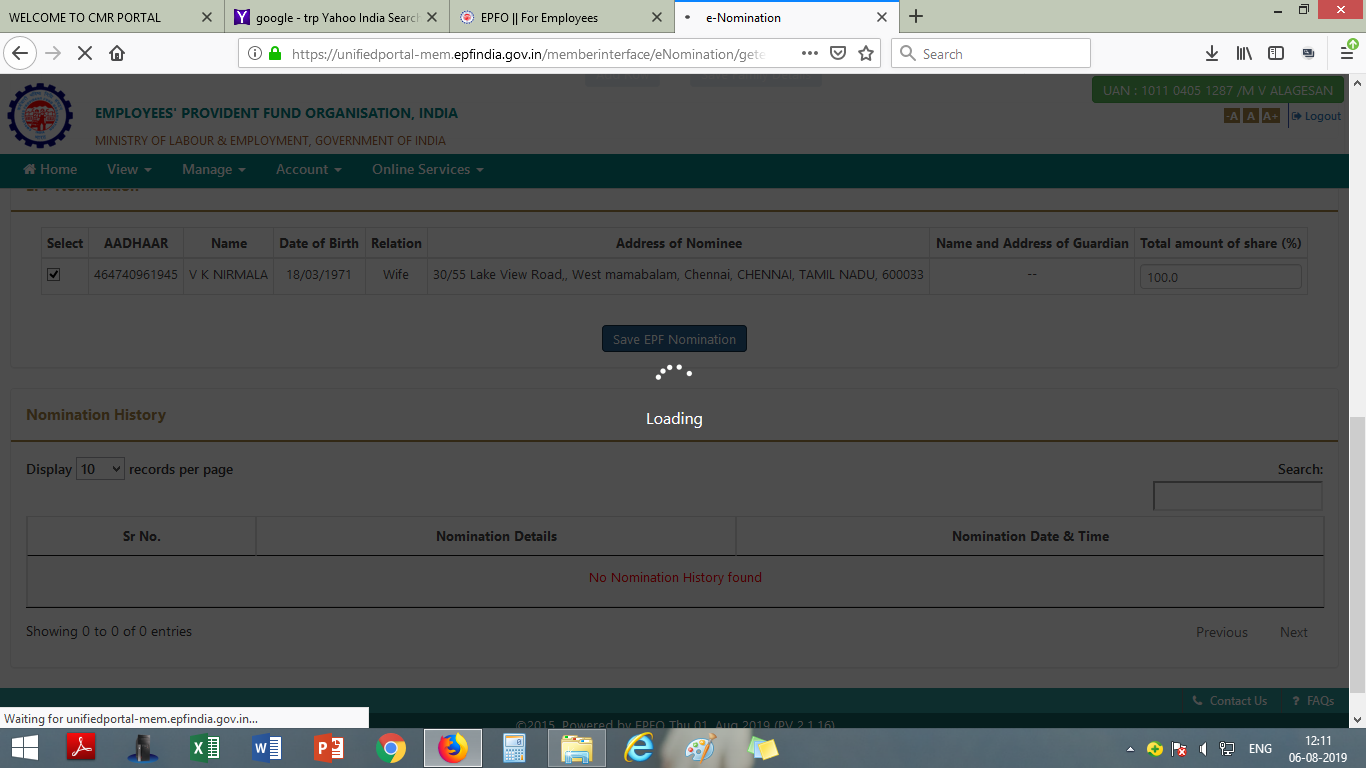 WELCOME TO CMR PORTAL
google - trp Yahoo India Search
EPFO || For Employees
e-Nomination
https://unifiedportal-mem.epfindia.gov.in/memberinterface/eNomination/gete
Search
UAN : 1011 0405 1287 /M V ALAGESAN
EMPLOYEES' PROVIDENT FUND ORGANISATION, INDIA
-A A A+ Logout
MINISTRY OF LABOUR & EMPLOYMENT, GOVERNMENT OF INDIA
Home View Manage Account Online Services
EPF Nomination
Select AADHAAR Name Date of Birth Relation Address of Nominee Name and Address of Guardian Total amount of share (%)
464740961945 V K NIRMALA 18/03/1971 Wife 30/55 Lake View Road,, West mamabalam, Chennai, CHENNAI, TAMIL NADU, 600033 -- 100.0
Save EPF Nomination
Loading
Nomination History
Display 10 records per page
Search:
Sr No. Nomination Details Nomination Date & Time
No Nomination History found
Showing 0 to 0 of 0 entries
Previous Next
Contact Us ? FAQs
Waiting for unifiedportal-mem.epfindia.gov.in...
©2015. Powered by EPFO Thu 01, Aug 2019 (PV 2.1.16)
ENG
12:11
06-08-2019